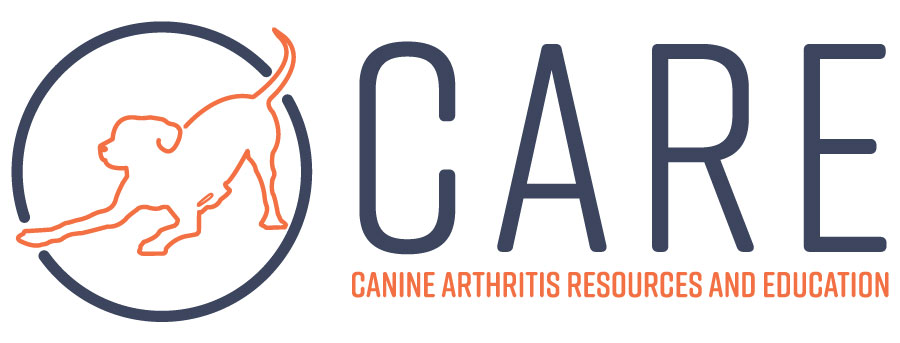 CARE
CANINE ARTHRITIS RESOURCES AND EDUCATION